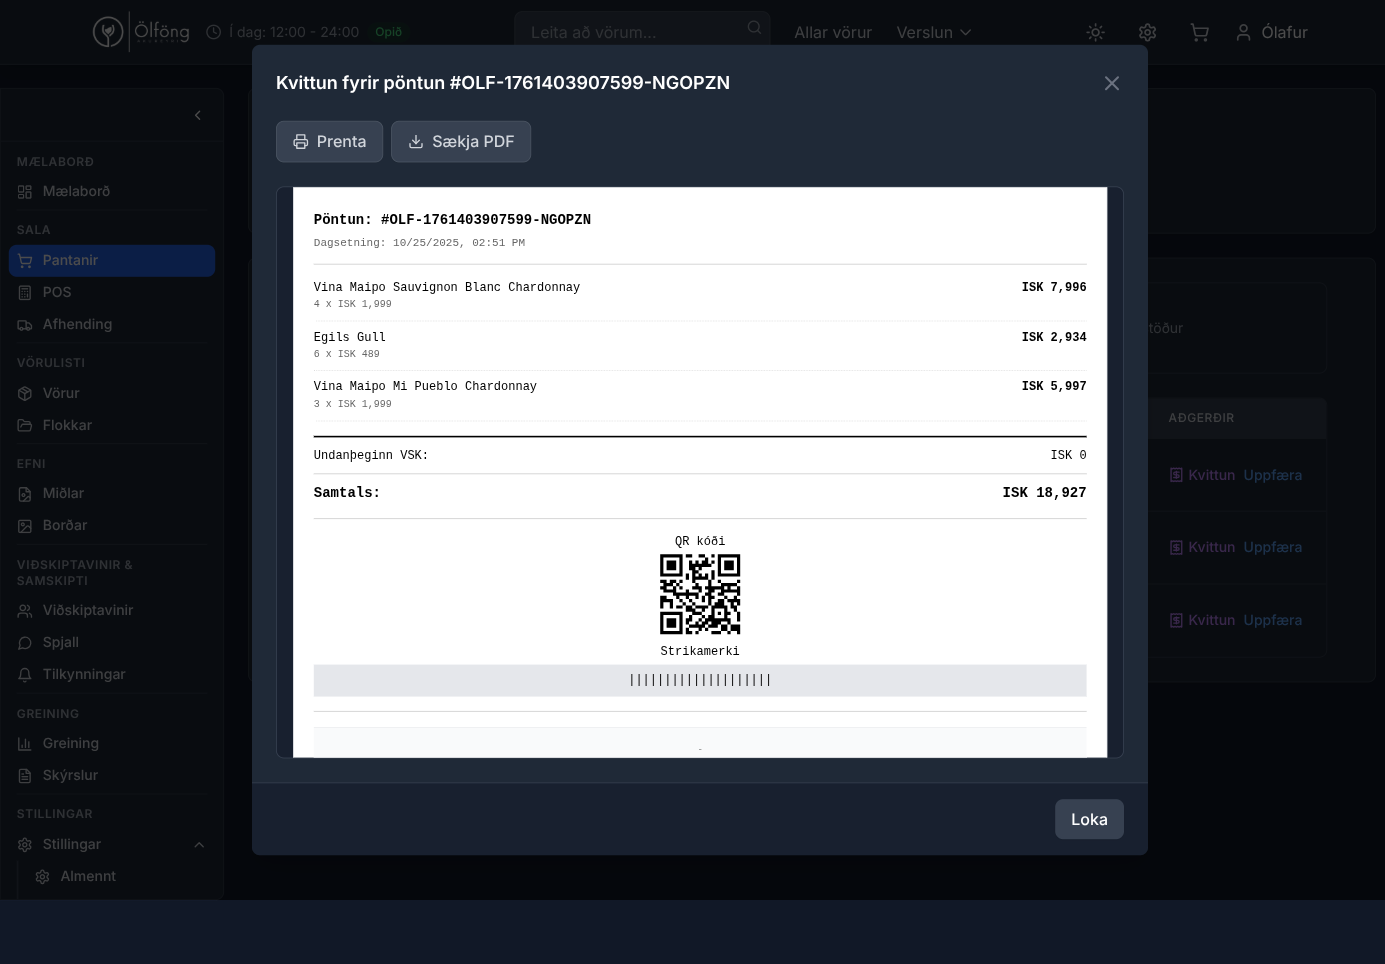 Ölföng
Í dag: 12:00 - 24:00
Opið
Leita að vörum...
Allar vörur
Verslun
Ólafur
Kvittun fyrir pöntun #OLF-1761403907599-NGOPZN
Prenta
Sækja PDF
MÆLABORÐ
Mælaborð
SALA
Pantanir
POS
Afhending
VÖRULISTI
Vörur
Flokkar
EFNI
Miðlar
Borðar
VIÐSKIPTAVINIR &
SAMSKIPTI
Viðskiptavinir
Spjall
Tilkynningar
GREINING
Greining
Skýrslur
STILLINGAR
Stillingar
Almennt
Pöntun: #OLF-1761403907599-NGOPZN
Dagsetning: 10/25/2025, 02:51 PM
Vina Maipo Sauvignon Blanc Chardonnay ISK 7,996
4 x ISK 1,999
Egils Gull ISK 2,934
6 x ISK 489
Vina Maipo Mi Pueblo Chardonnay ISK 5,997
3 x ISK 1,999
Undanþeginn VSK: ISK 0
Samtals: ISK 18,927
QR kóði
Strikamerki
||||||||||||||||||||
-
töður
AÐGERÐIR
Kvittun Uppfæra
Kvittun Uppfæra
Kvittun Uppfæra
Loka